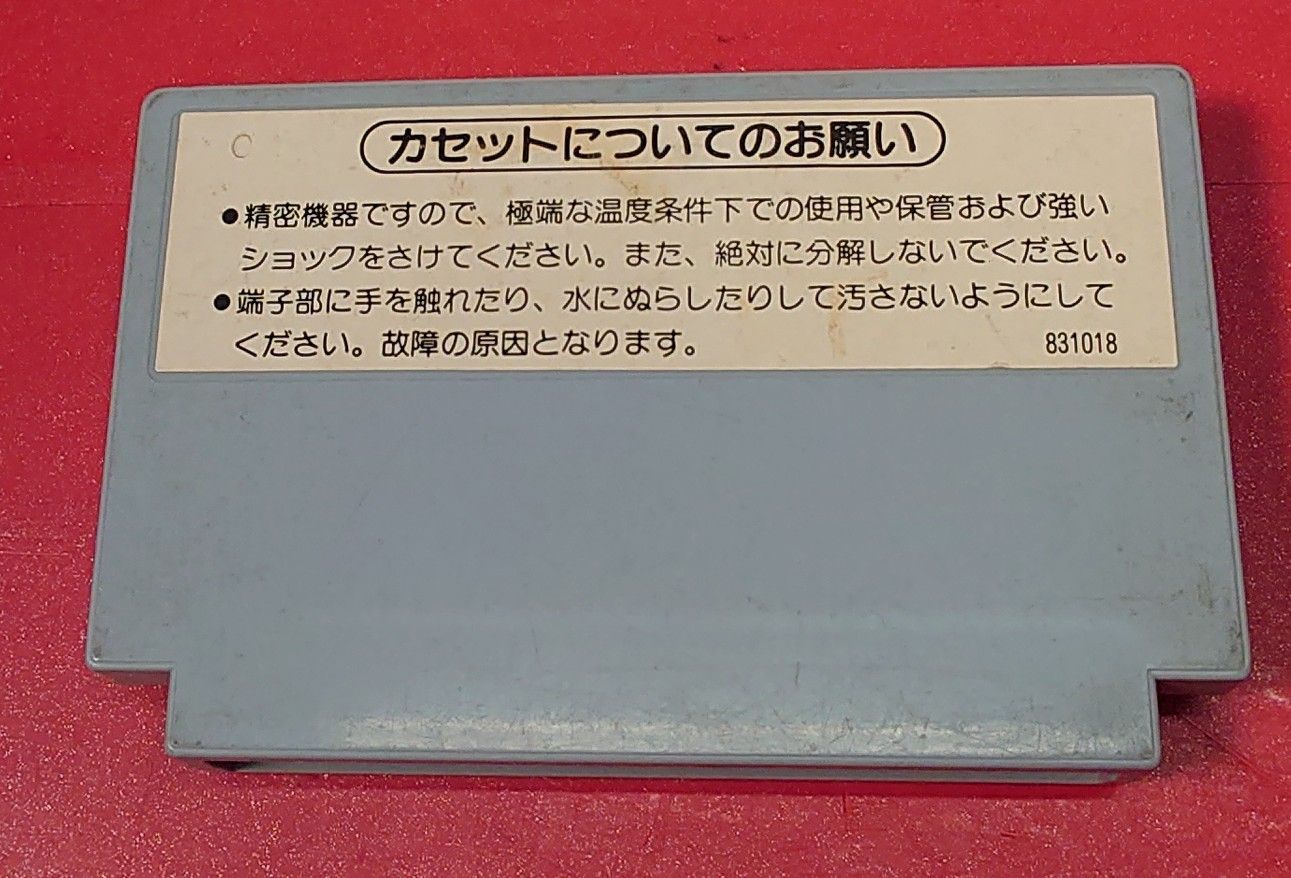 カセットについてのお願い
●精密機器ですので、極端な温度条件下での使用や保管および強い
ショックをさけてください。また、絶対に分解しないでください。
●端子部に手を触れたり、水にぬらしたりして汚さないようにして
ください。故障の原因となります。 831018